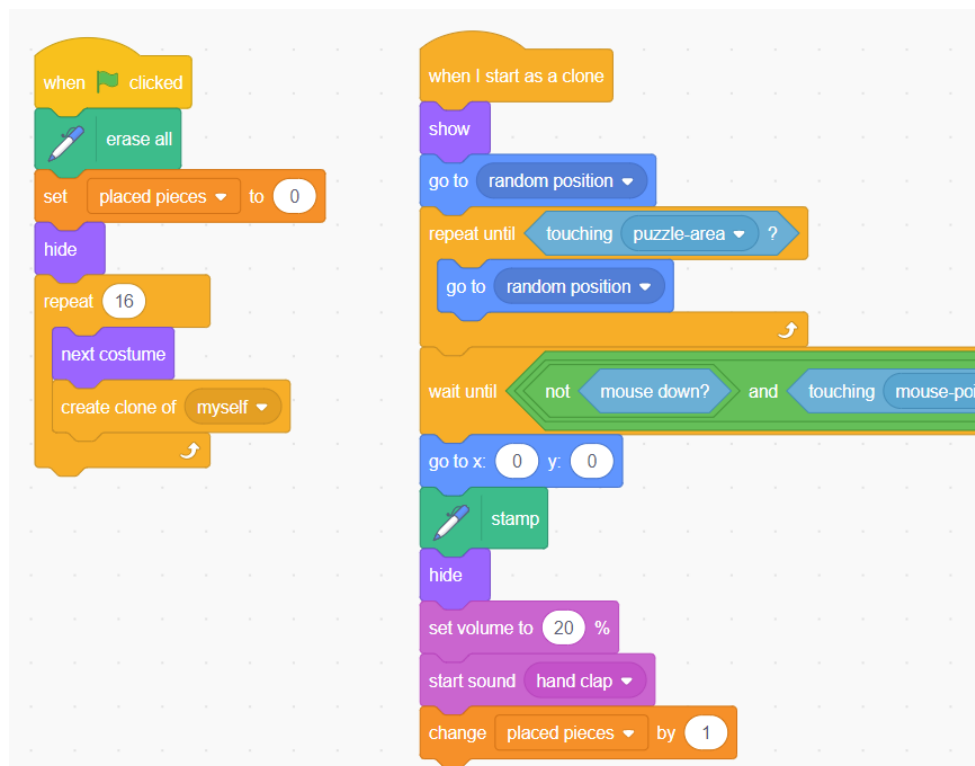 when clicked
erase all
set placed pieces to 0
hide
repeat 16
next costume
create clone of myself
when I start as a clone
show
go to random position
repeat until touching puzzle-area ?
go to random position
wait until not mouse down? and touching mouse-poi
go to x: 0 y: 0
stamp
hide
set volume to 20 %
start sound hand clap
change placed pieces by 1